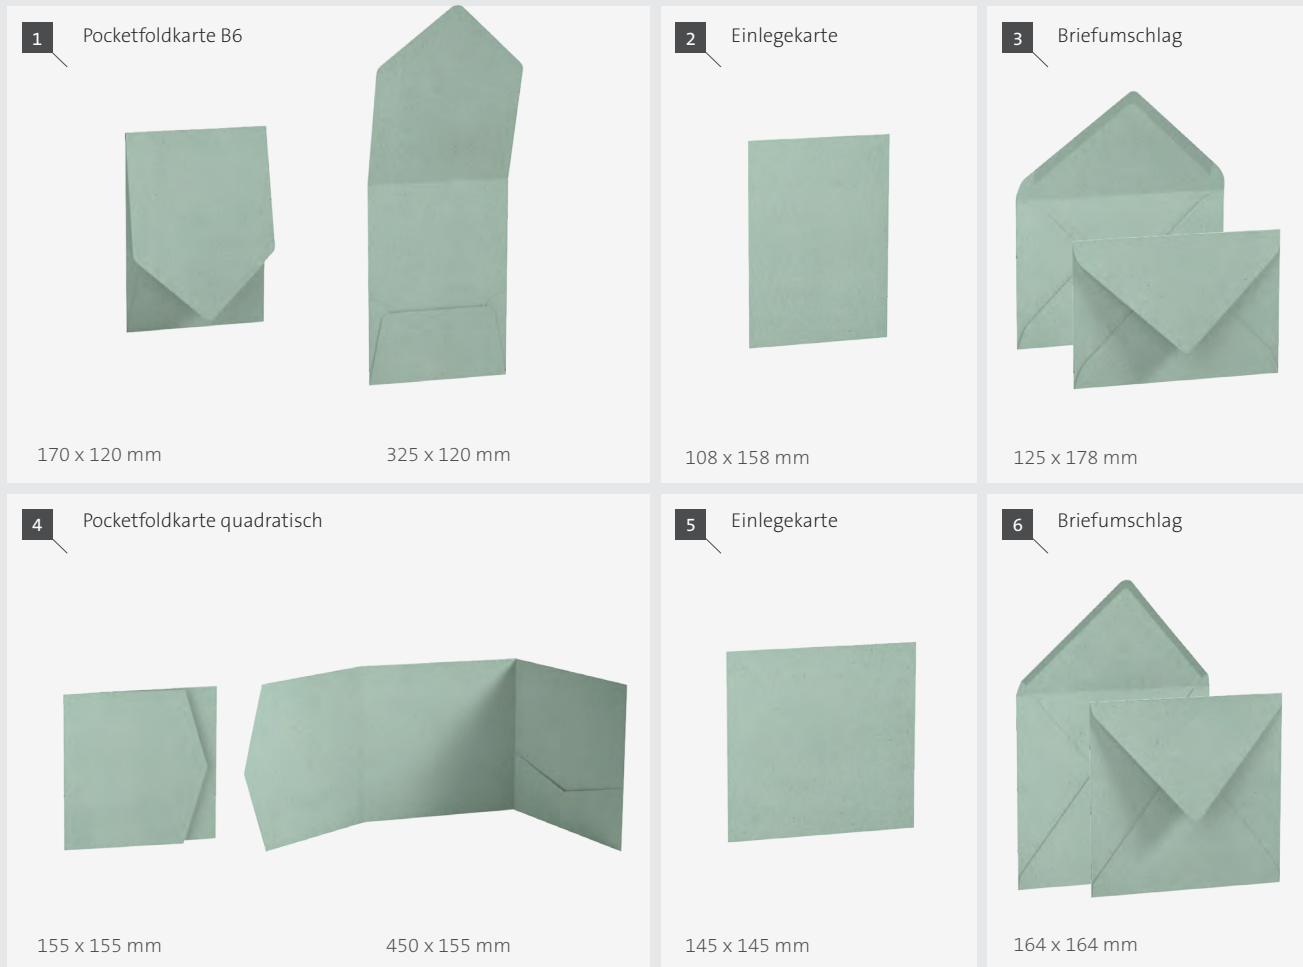 1 Pocketfoldkarte B6
170 x 120 mm
325 x 120 mm
2 Einlegekarte
108 x 158 mm
3 Briefumschlag
125 x 178 mm
4 Pocketfoldkarte quadratisch
155 x 155 mm
450 x 155 mm
5 Einlegekarte
145 x 145 mm
6 Briefumschlag
164 x 164 mm